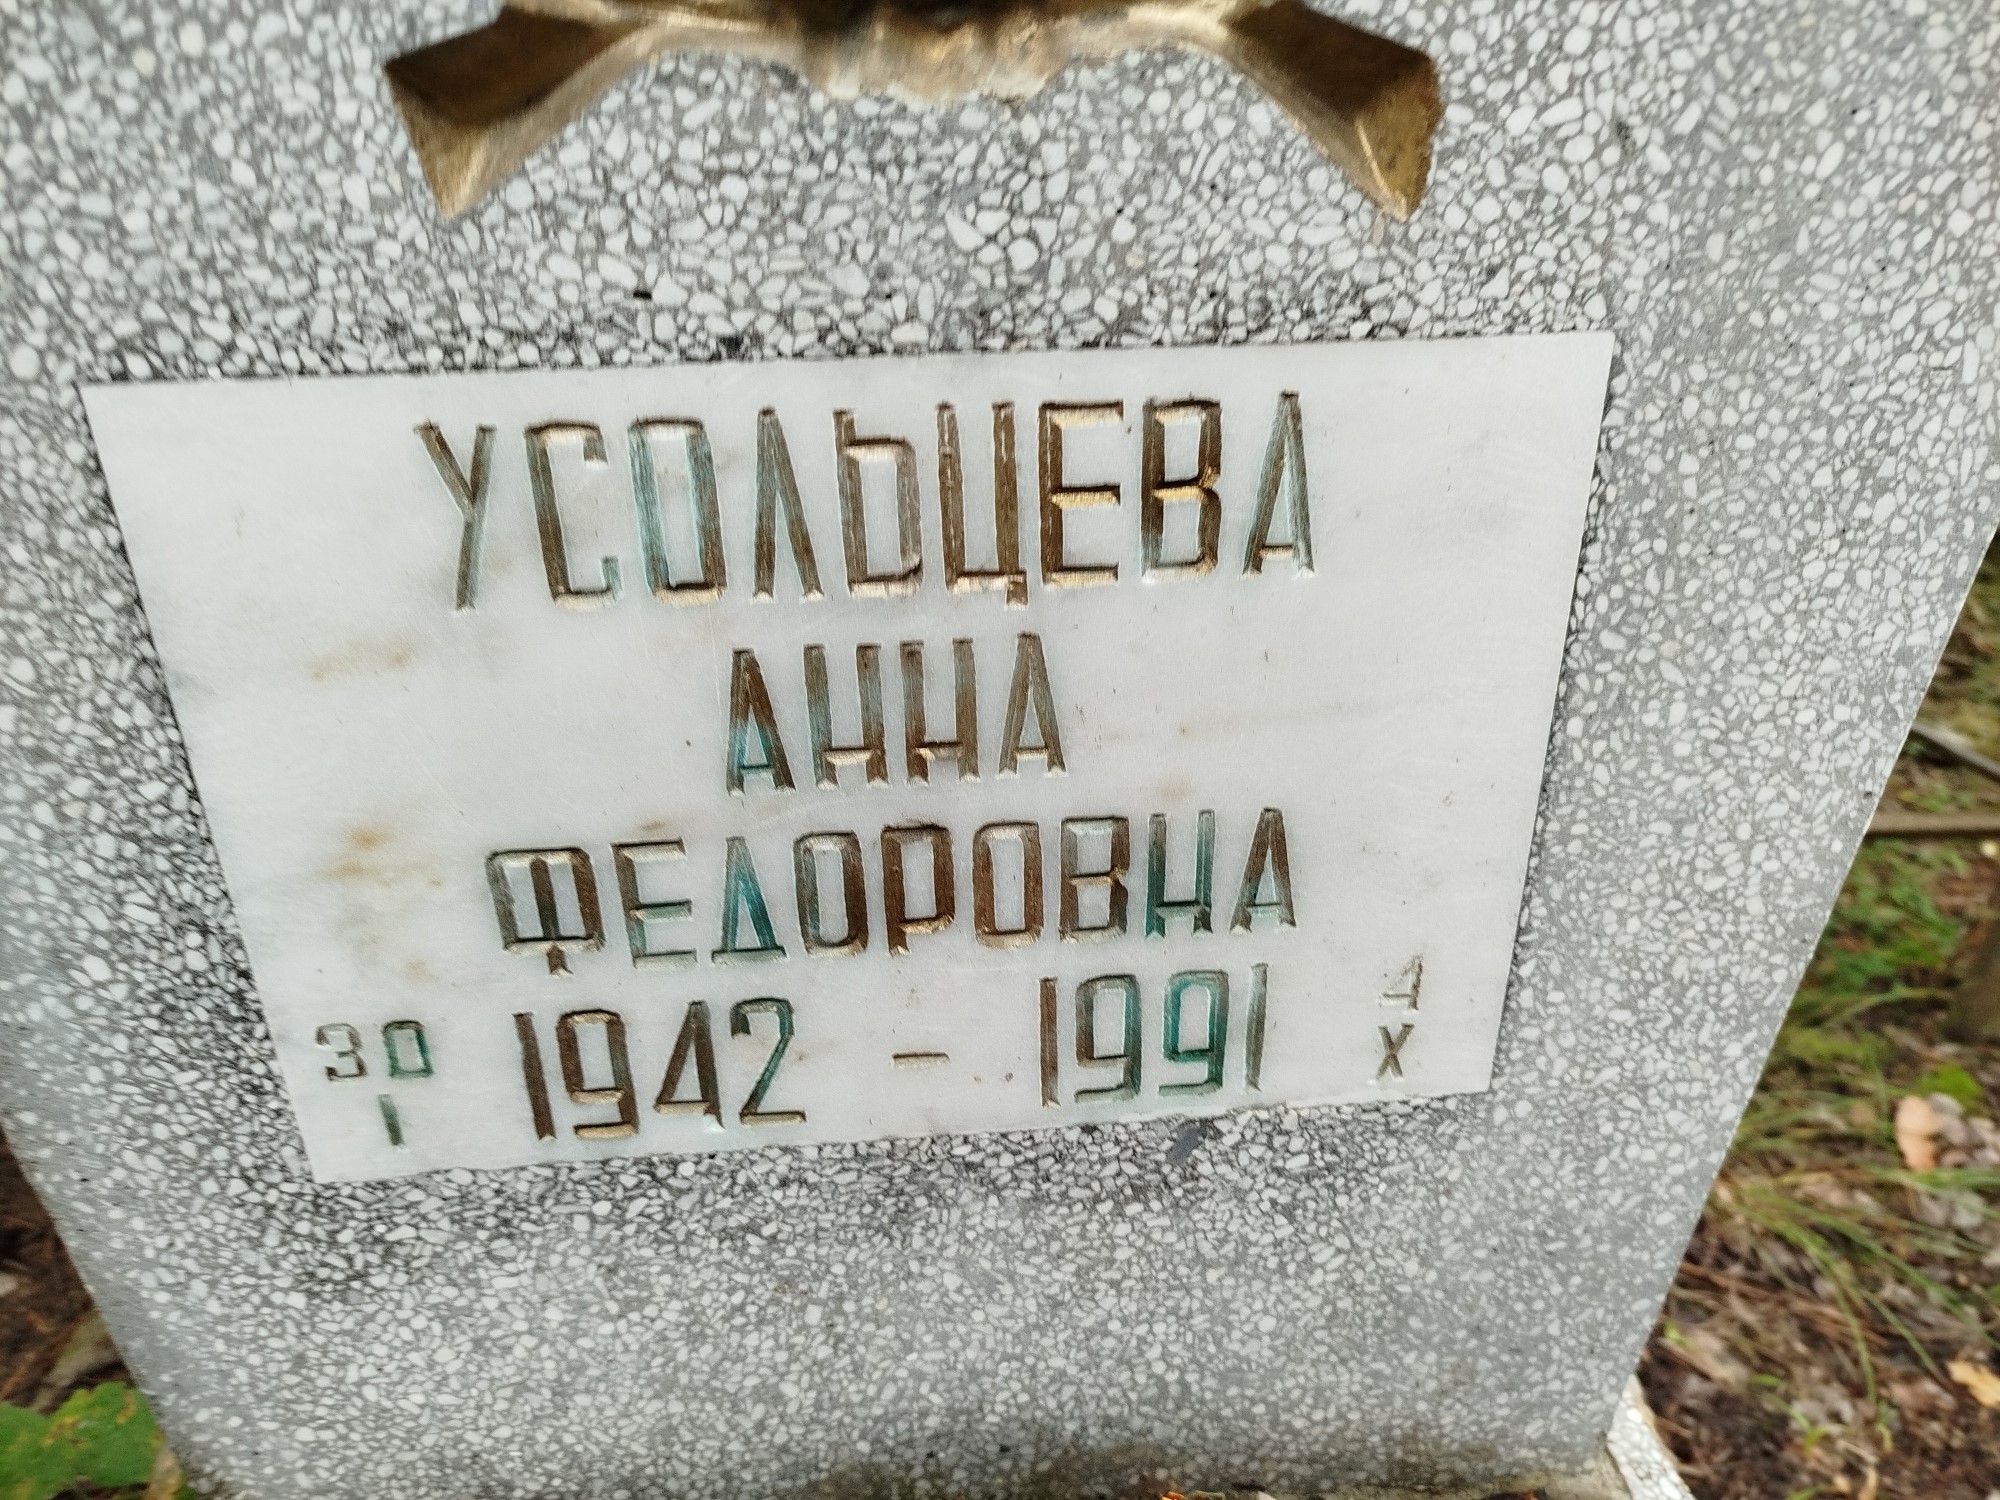 УСОЛЬЦЕВА
АННА
ФЕДОРОВНА
30 1942 - 1991 4
I X